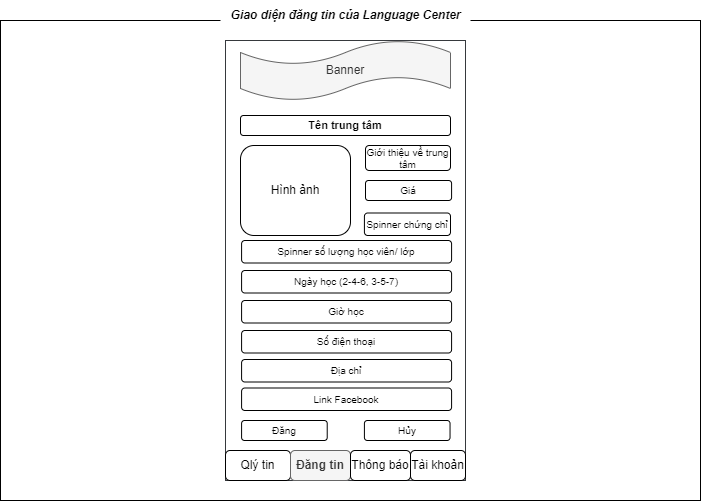 Giao diện đăng tin của Language Center
Banner
Tên trung tâm
Hình ảnh
Giới thiệu về trung
tâm
Giá
Spinner chứng chỉ
Spinner số lượng học viên/ lớp
Ngày học (2-4-6, 3-5-7)
Giờ học
Số điện thoại
Địa chỉ
Link Facebook
Đăng
Hủy
Qlý tin
Đăng tin
Thông báo
Tài khoản